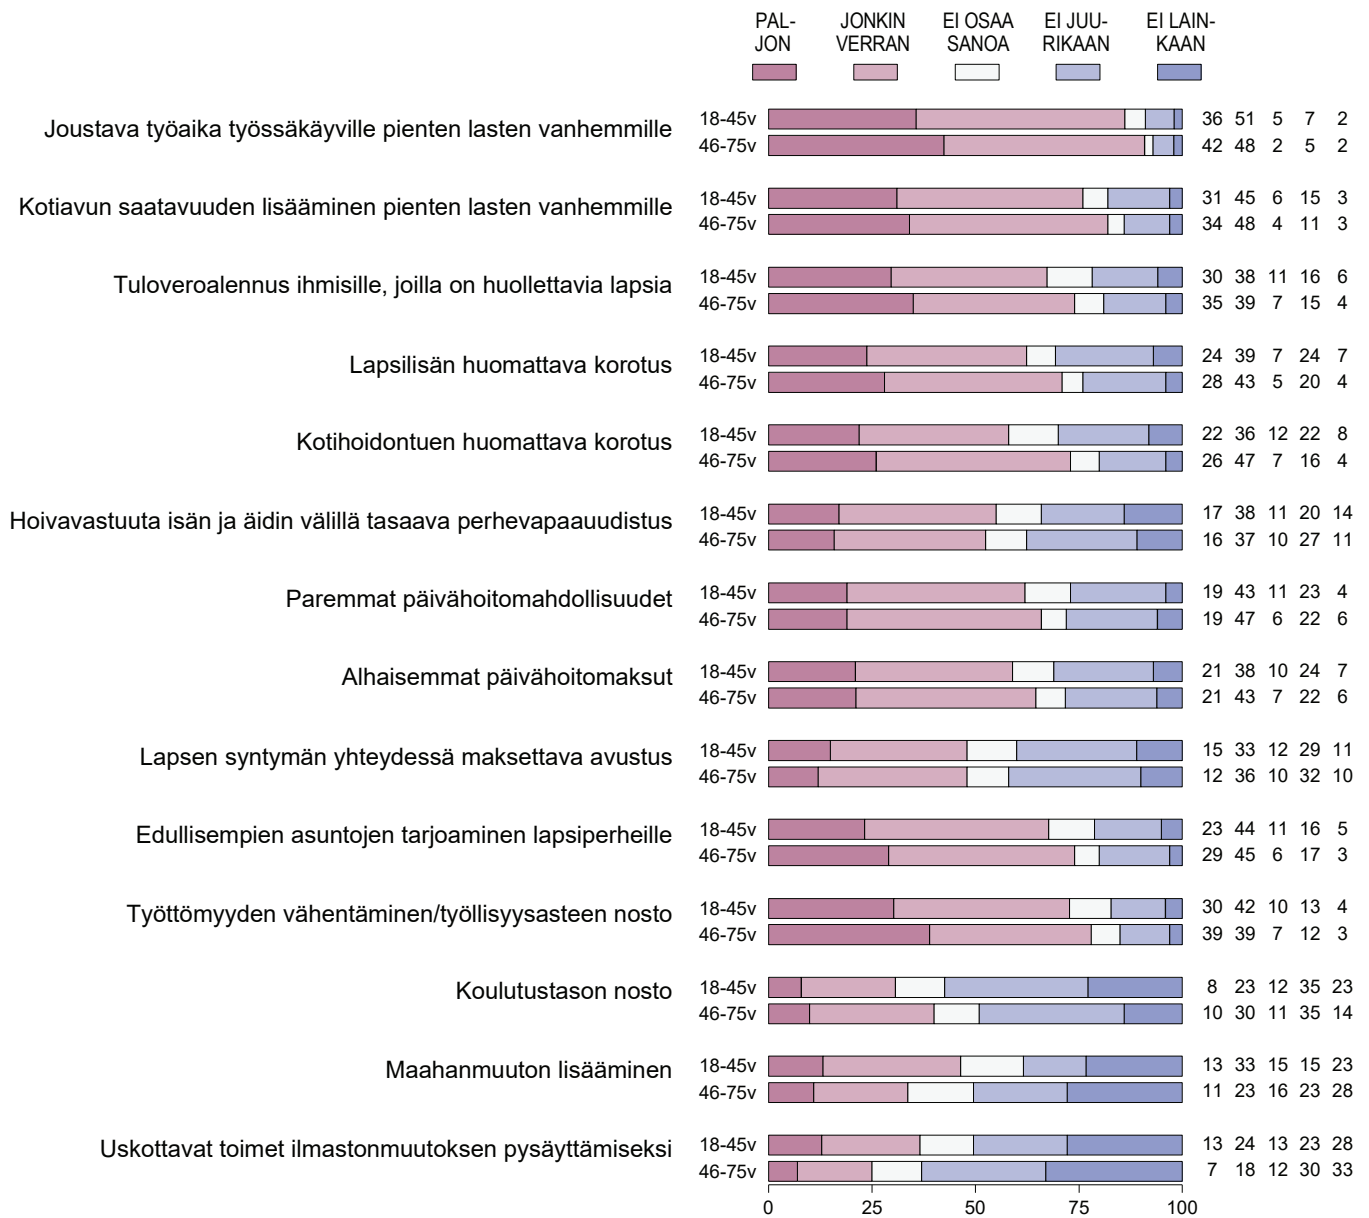 PAL-
JON
JONKIN
VERRAN
EI OSAA
SANOA
EI JUU-
RIKAAN
EI LAIN-
KAAN
Joustava työaika työssäkäyville pienten lasten vanhemmille
18-45v 36 51 5 7 2
46-75v 42 48 2 5 2
Kotiavun saatavuuden lisääminen pienten lasten vanhemmille
18-45v 31 45 6 15 3
46-75v 34 48 4 11 3
Tuloveroalennus ihmisille, joilla on huollettavia lapsia
18-45v 30 38 11 16 6
46-75v 35 39 7 15 4
Lapsilisän huomattava korotus
18-45v 24 39 7 24 7
46-75v 28 43 5 20 4
Kotihoidontuen huomattava korotus
18-45v 22 36 12 22 8
46-75v 26 47 7 16 4
Hoivavastuuta isän ja äidin välillä tasaava perhevapaauudistus
18-45v 17 38 11 20 14
46-75v 16 37 10 27 11
Paremmat päivähoitomahdollisuudet
18-45v 19 43 11 23 4
46-75v 19 47 6 22 6
Alhaisemmat päivähoitomaksut
18-45v 21 38 10 24 7
46-75v 21 43 7 22 6
Lapsen syntymän yhteydessä maksettava avustus
18-45v 15 33 12 29 11
46-75v 12 36 10 32 10
Edullisempien asuntojen tarjoaminen lapsiperheille
18-45v 23 44 11 16 5
46-75v 29 45 6 17 3
Työttömyyden vähentäminen/työllisyysasteen nosto
18-45v 30 42 10 13 4
46-75v 39 39 7 12 3
Koulutustason nosto
18-45v 8 23 12 35 23
46-75v 10 30 11 35 14
Maahanmuuton lisääminen
18-45v 13 33 15 15 23
46-75v 11 23 16 23 28
Uskottavat toimet ilmastonmuutoksen pysäyttämiseksi
18-45v 13 24 13 23 28
46-75v 7 18 12 30 33
0 25 50 75 100